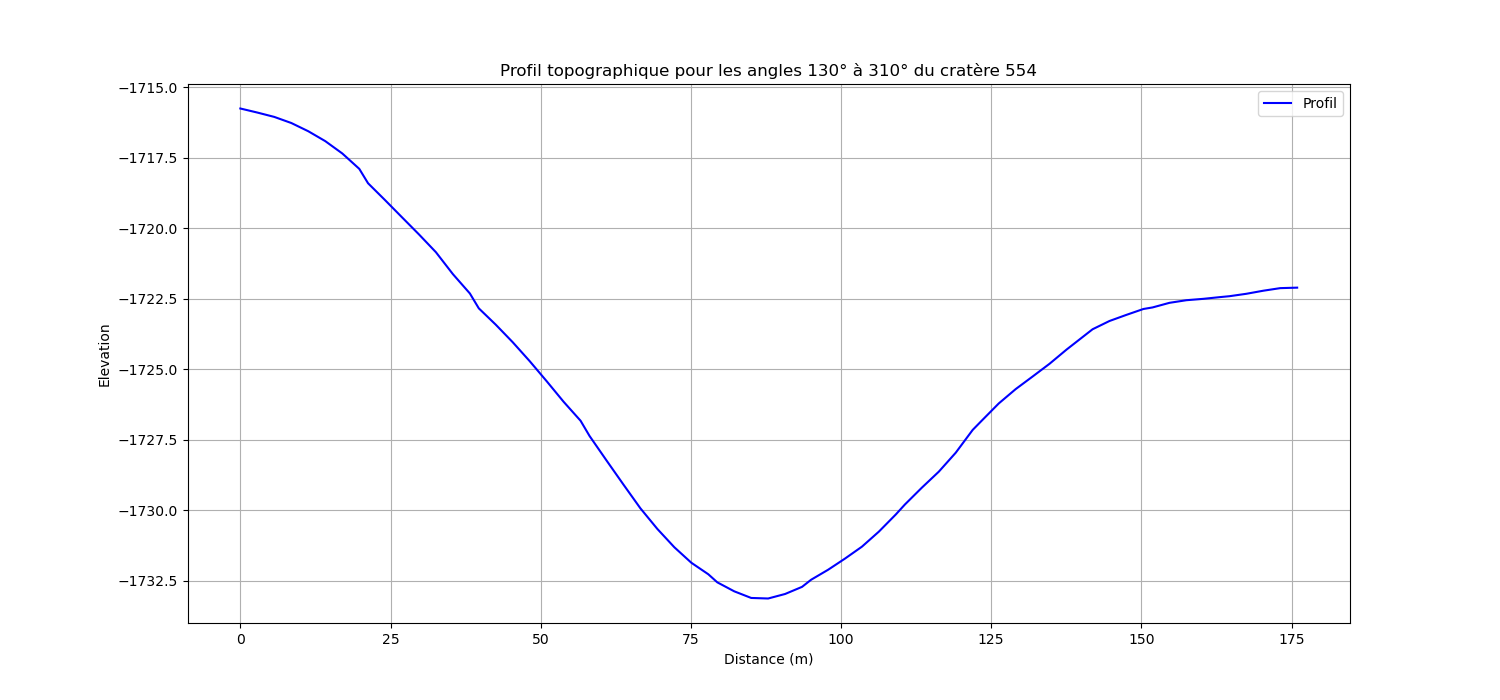 Profil topographique pour les angles 130° à 310° du cratère 554
Profil
Elevation
−1715.0
−1717.5
−1720.0
−1722.5
−1725.0
−1727.5
−1730.0
−1732.5
0 25 50 75 100 125 150 175
Distance (m)